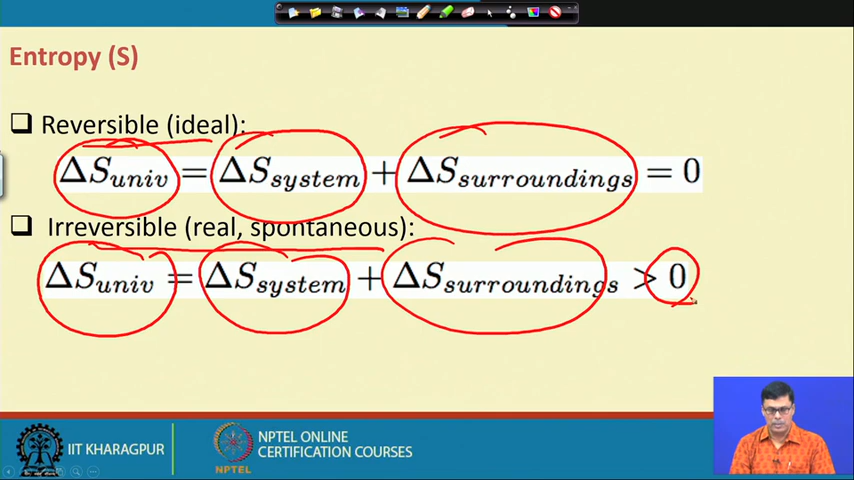 Entropy (S)
❑ Reversible (ideal):
ΔS_univ = ΔS_system + ΔS_surroundings = 0
❑ Irreversible (real, spontaneous):
ΔS_univ = ΔS_system + ΔS_surroundings > 0
IIT KHARAGPUR
NPTEL
NPTEL ONLINE
CERTIFICATION COURSES